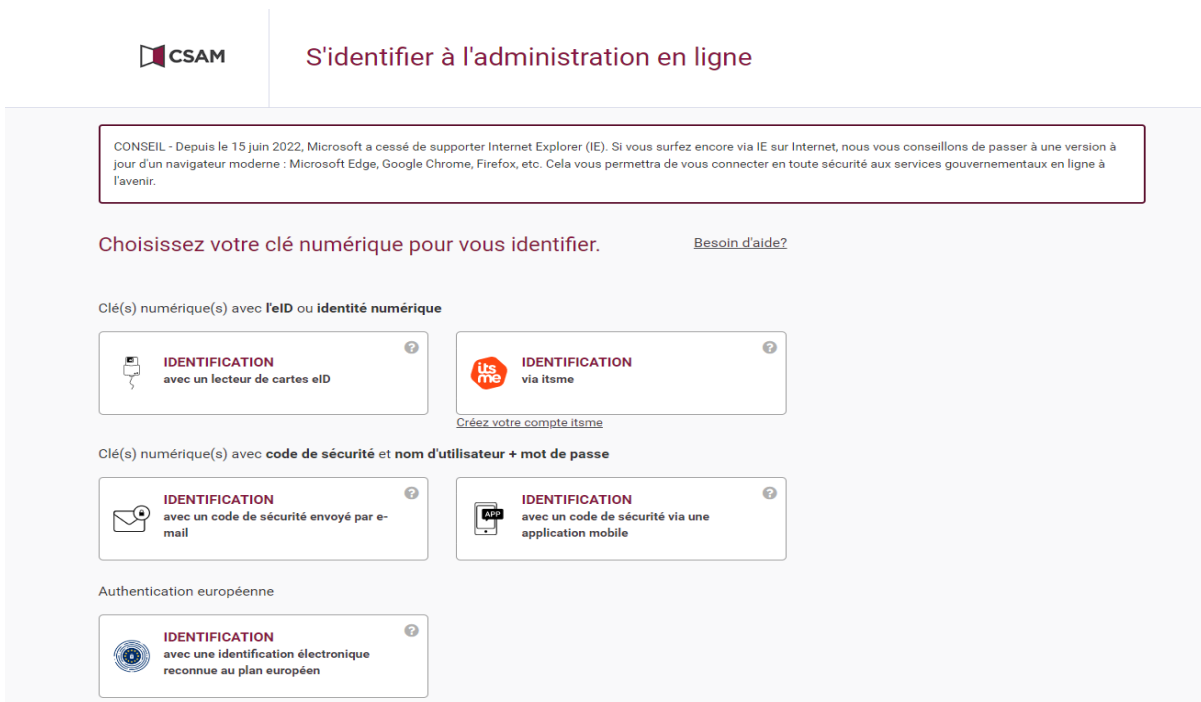 CSAM
S'identifier à l'administration en ligne
CONSEIL - Depuis le 15 juin 2022, Microsoft a cessé de supporter Internet Explorer (IE). Si vous surfez encore via IE sur Internet, nous vous conseillons de passer à une version à
jour d'un navigateur moderne : Microsoft Edge, Google Chrome, Firefox, etc. Cela vous permettra de vous connecter en toute sécurité aux services gouvernementaux en ligne à
l'avenir.
Choisissez votre clé numérique pour vous identifier.
Besoin d'aide?
Clé(s) numérique(s) avec l'eID ou identité numérique
?
IDENTIFICATION
avec un lecteur de cartes eID
?
its
me
IDENTIFICATION
via itsme
Créez votre compte itsme
Clé(s) numérique(s) avec code de sécurité et nom d'utilisateur + mot de passe
?
IDENTIFICATION
avec un code de sécurité envoyé par e-
mail
?
APP
IDENTIFICATION
avec un code de sécurité via une
application mobile
Authentication européenne
?
IDENTIFICATION
avec une identification électronique
reconnue au plan européen